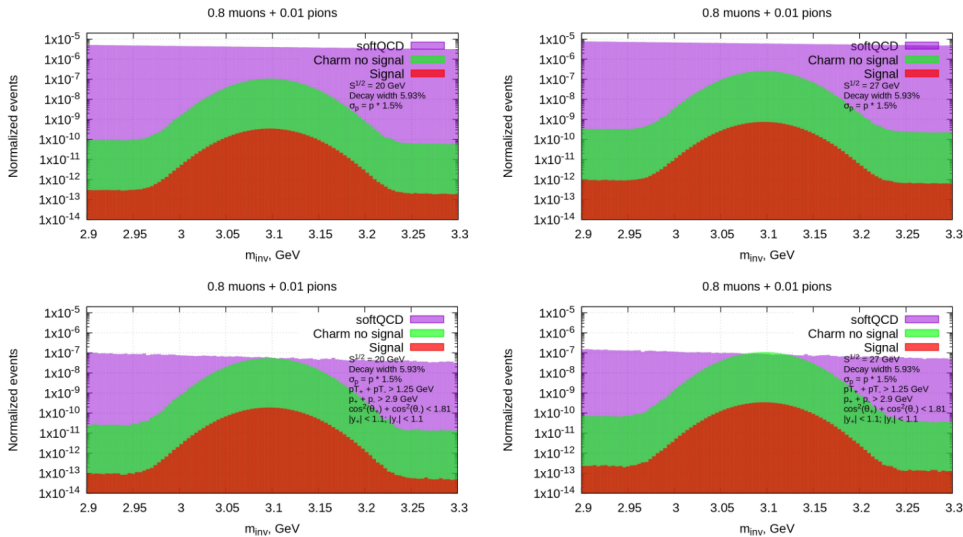 0.8 muons + 0.01 pions
1x10-5
1x10-6
1x10-7
1x10-8
1x10-9
1x10-10
1x10-11
1x10-12
1x10-13
1x10-14
Normalized events
softQCD
Charm no signal
Signal
S1/2 = 20 GeV
Decay width 5.93%
σp = p * 1.5%
2.9 2.95 3 3.05 3.1 3.15 3.2 3.25 3.3
minv, GeV
0.8 muons + 0.01 pions
1x10-5
1x10-6
1x10-7
1x10-8
1x10-9
1x10-10
1x10-11
1x10-12
1x10-13
1x10-14
Normalized events
softQCD
Charm no signal
Signal
S1/2 = 27 GeV
Decay width 5.93%
σp = p * 1.5%
2.9 2.95 3 3.05 3.1 3.15 3.2 3.25 3.3
minv, GeV
0.8 muons + 0.01 pions
1x10-5
1x10-6
1x10-7
1x10-8
1x10-9
1x10-10
1x10-11
1x10-12
1x10-13
1x10-14
Normalized events
softQCD
Charm no signal
Signal
S1/2 = 20 GeV
Decay width 5.93%
σp = p * 1.5%
pT+ + pT- > 1.25 GeV
p+ + p- > 2.9 GeV
cos2(θ+) + cos2(θ-) < 1.81
|y+| < 1.1; |y-| < 1.1
2.9 2.95 3 3.05 3.1 3.15 3.2 3.25 3.3
minv, GeV
0.8 muons + 0.01 pions
1x10-5
1x10-6
1x10-7
1x10-8
1x10-9
1x10-10
1x10-11
1x10-12
1x10-13
1x10-14
Normalized events
softQCD
Charm no signal
Signal
S1/2 = 27 GeV
Decay width 5.93%
σp = p * 1.5%
pT+ + pT- > 1.25 GeV
p+ + p- > 2.9 GeV
cos2(θ+) + cos2(θ-) < 1.81
|y+| < 1.1; |y-| < 1.1
2.9 2.95 3 3.05 3.1 3.15 3.2 3.25 3.3
minv, GeV